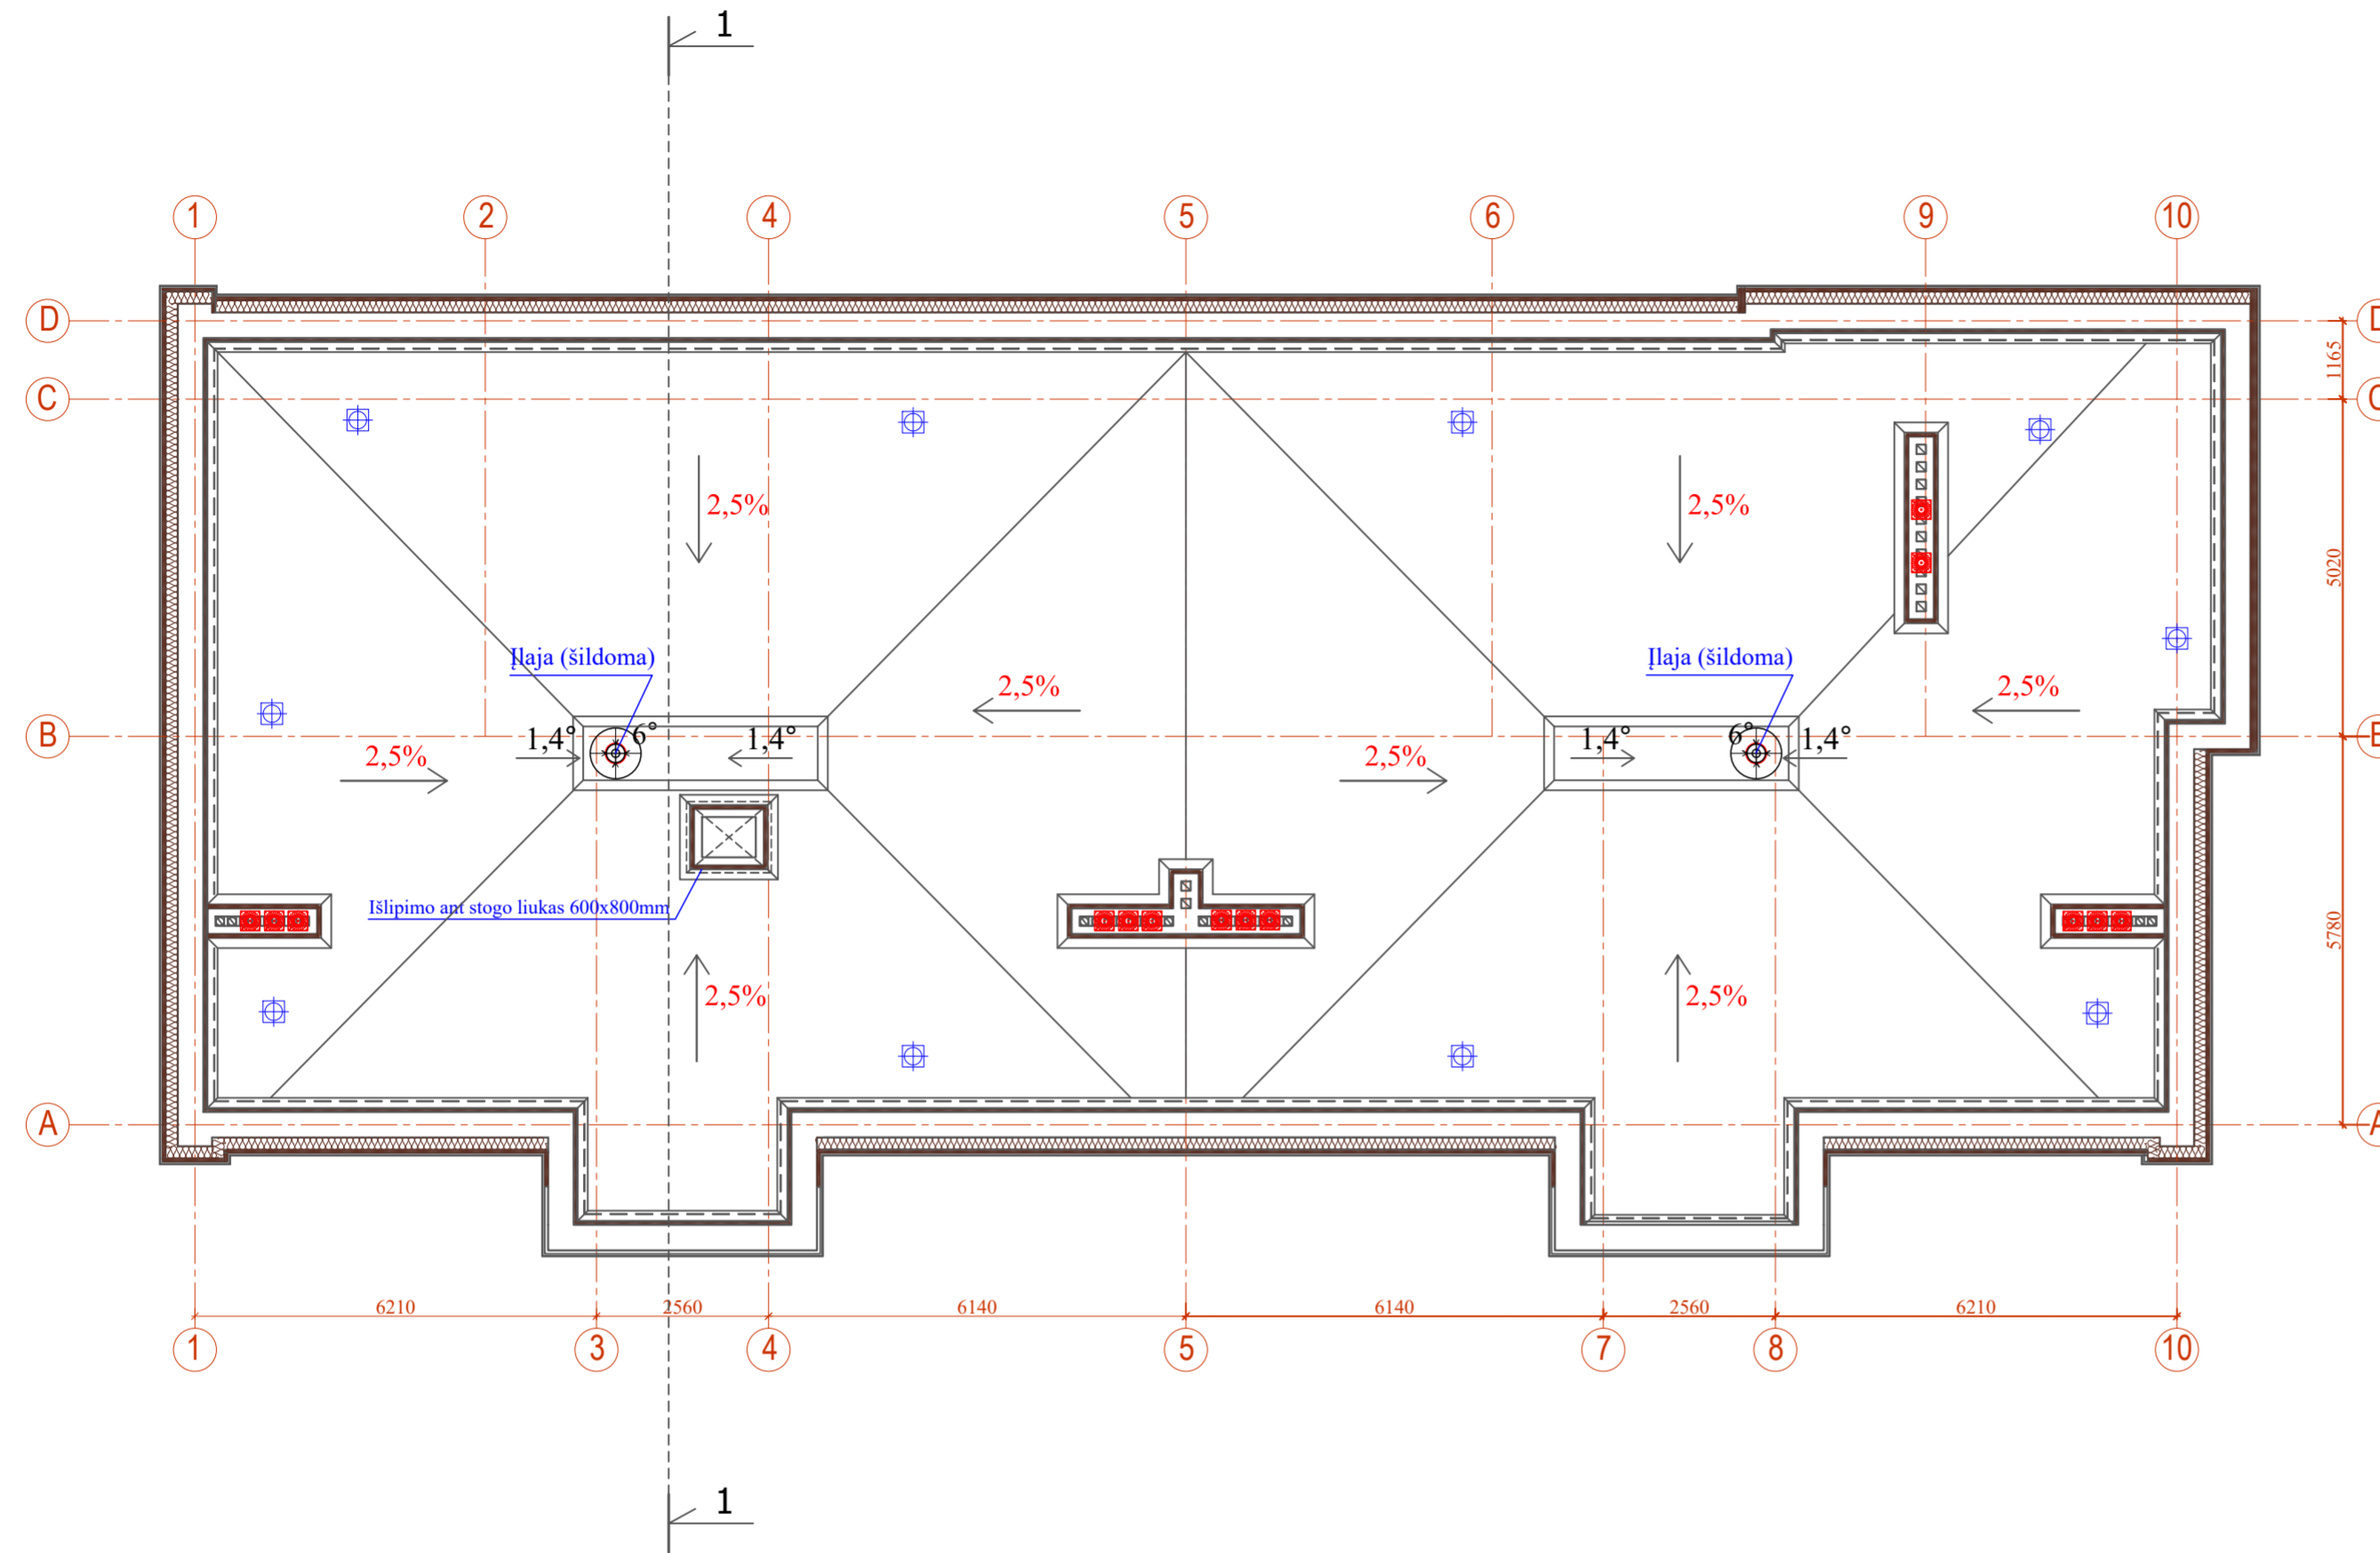 1
1 2 4 5 6 9 10
D
1165
C
2,5% 2,5%
5020
Įlaja (šildoma) Įlaja (šildoma)
2,5% 2,5%
B 1,4° 6° 1,4° 1,4° 6° 1,4°
2,5% 2,5%
Išlipimo ant stogo liukas 600x800mm
5780
2,5% 2,5%
A
6210 2560 6140 6140 2560 6210
1 3 4 5 7 8 10
1